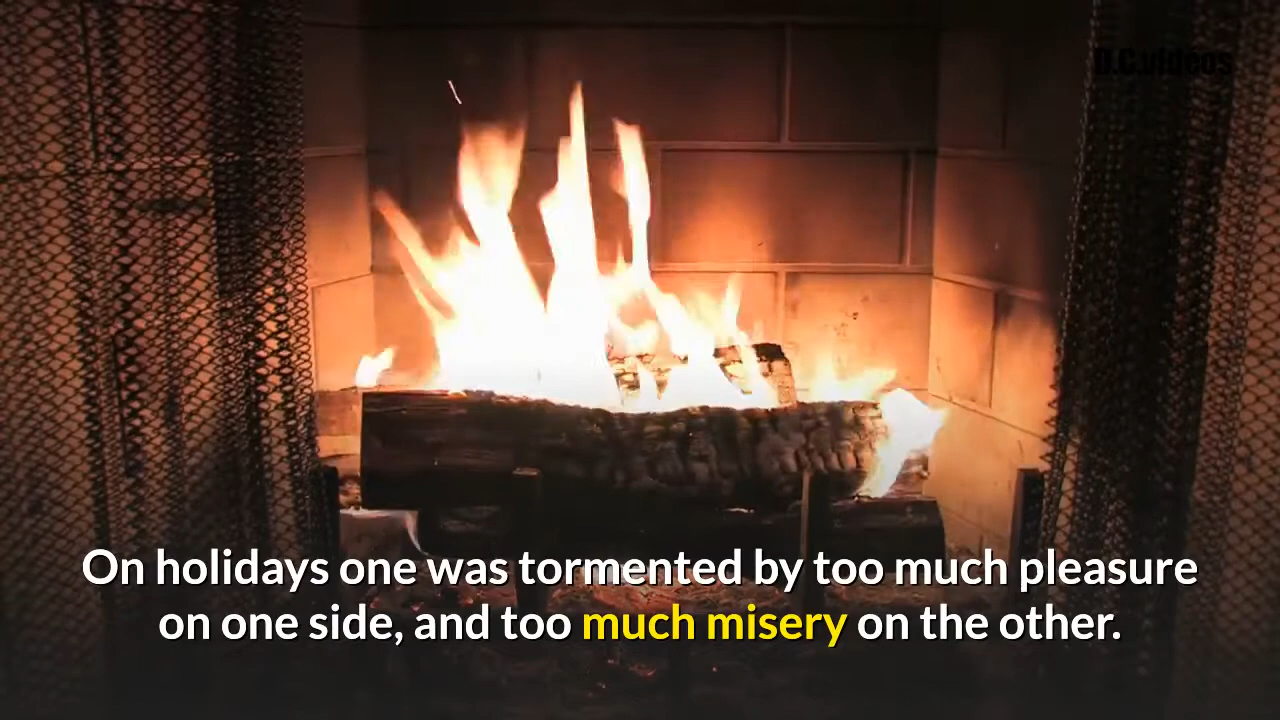 D.C.videos
On holidays one was tormented by too much pleasure
on one side, and too much misery on the other.